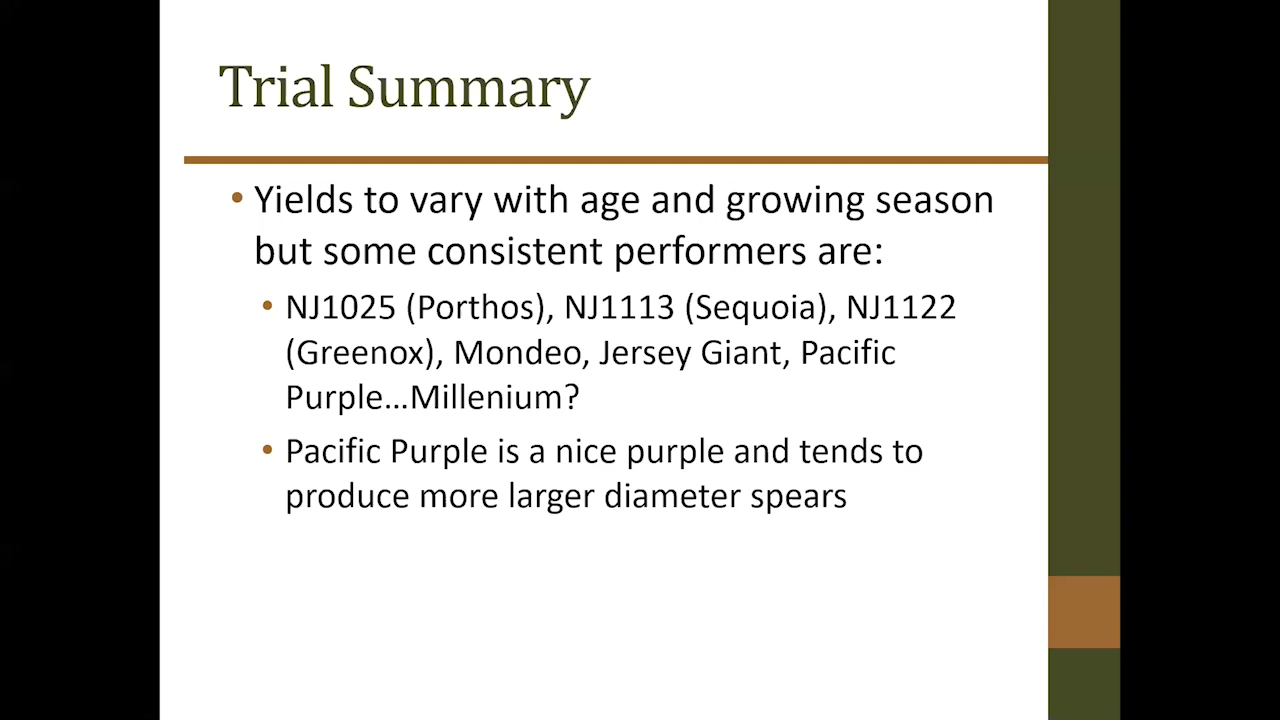 Trial Summary
• Yields to vary with age and growing season
but some consistent performers are:
• NJ1025 (Porthos), NJ1113 (Sequoia), NJ1122
(Greenox), Mondeo, Jersey Giant, Pacific
Purple...Millenium?
• Pacific Purple is a nice purple and tends to
produce more larger diameter spears